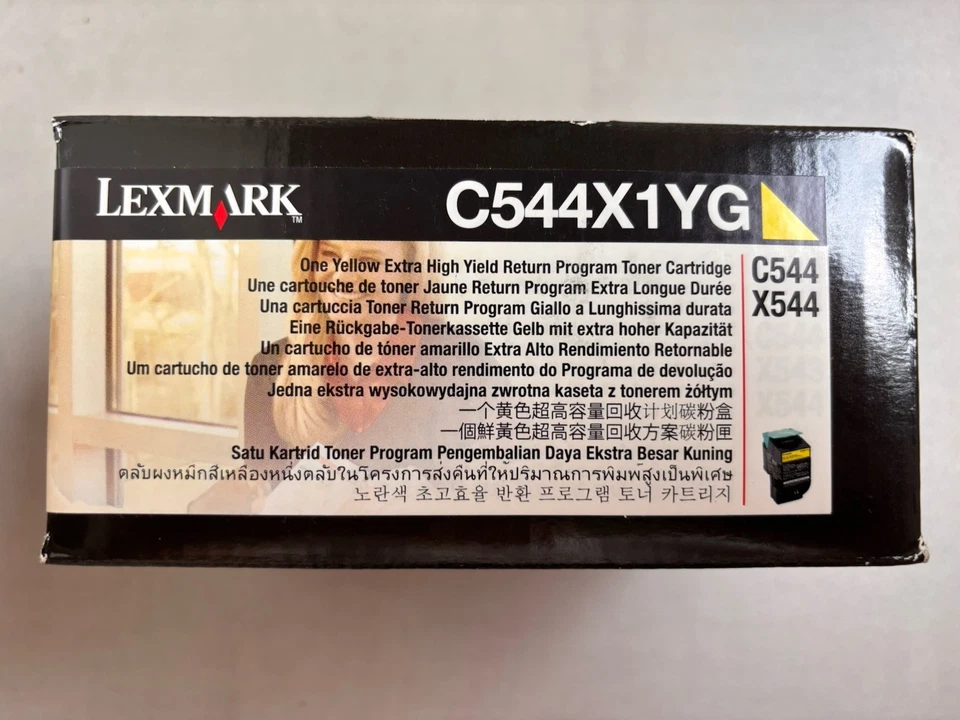 LEXMARK™
C544X1YG
One Yellow Extra High Yield Return Program Toner Cartridge
Une cartouche de toner Jaune Return Program Extra Longue Durée
Una cartuccia Toner Return Program Giallo a Lunghissima durata
Eine Rückgabe-Tonerkassette Gelb mit extra hoher Kapazität
Un cartucho de tóner amarillo Extra Alto Rendimiento Retornable
Um cartucho de toner amarelo de extra-alto rendimento do Programa de devolução
Jedna ekstra wysokowydajna zwrotna kaseta z tonerem żółtym
一个黄色超高容量回收计划碳粉盒
一個鮮黃色超高容量回收方案碳粉匣
Satu Kartrid Toner Program Pengembalian Daya Ekstra Besar Kuning
ตลับผงหมึกสีเหลืองหนึ่งตลับในโครงการส่งคืนที่ให้ปริมาณการพิมพ์สูงเป็นพิเศษ
노란색 초고효율 반환 프로그램 토너 카트리지
C544
X544